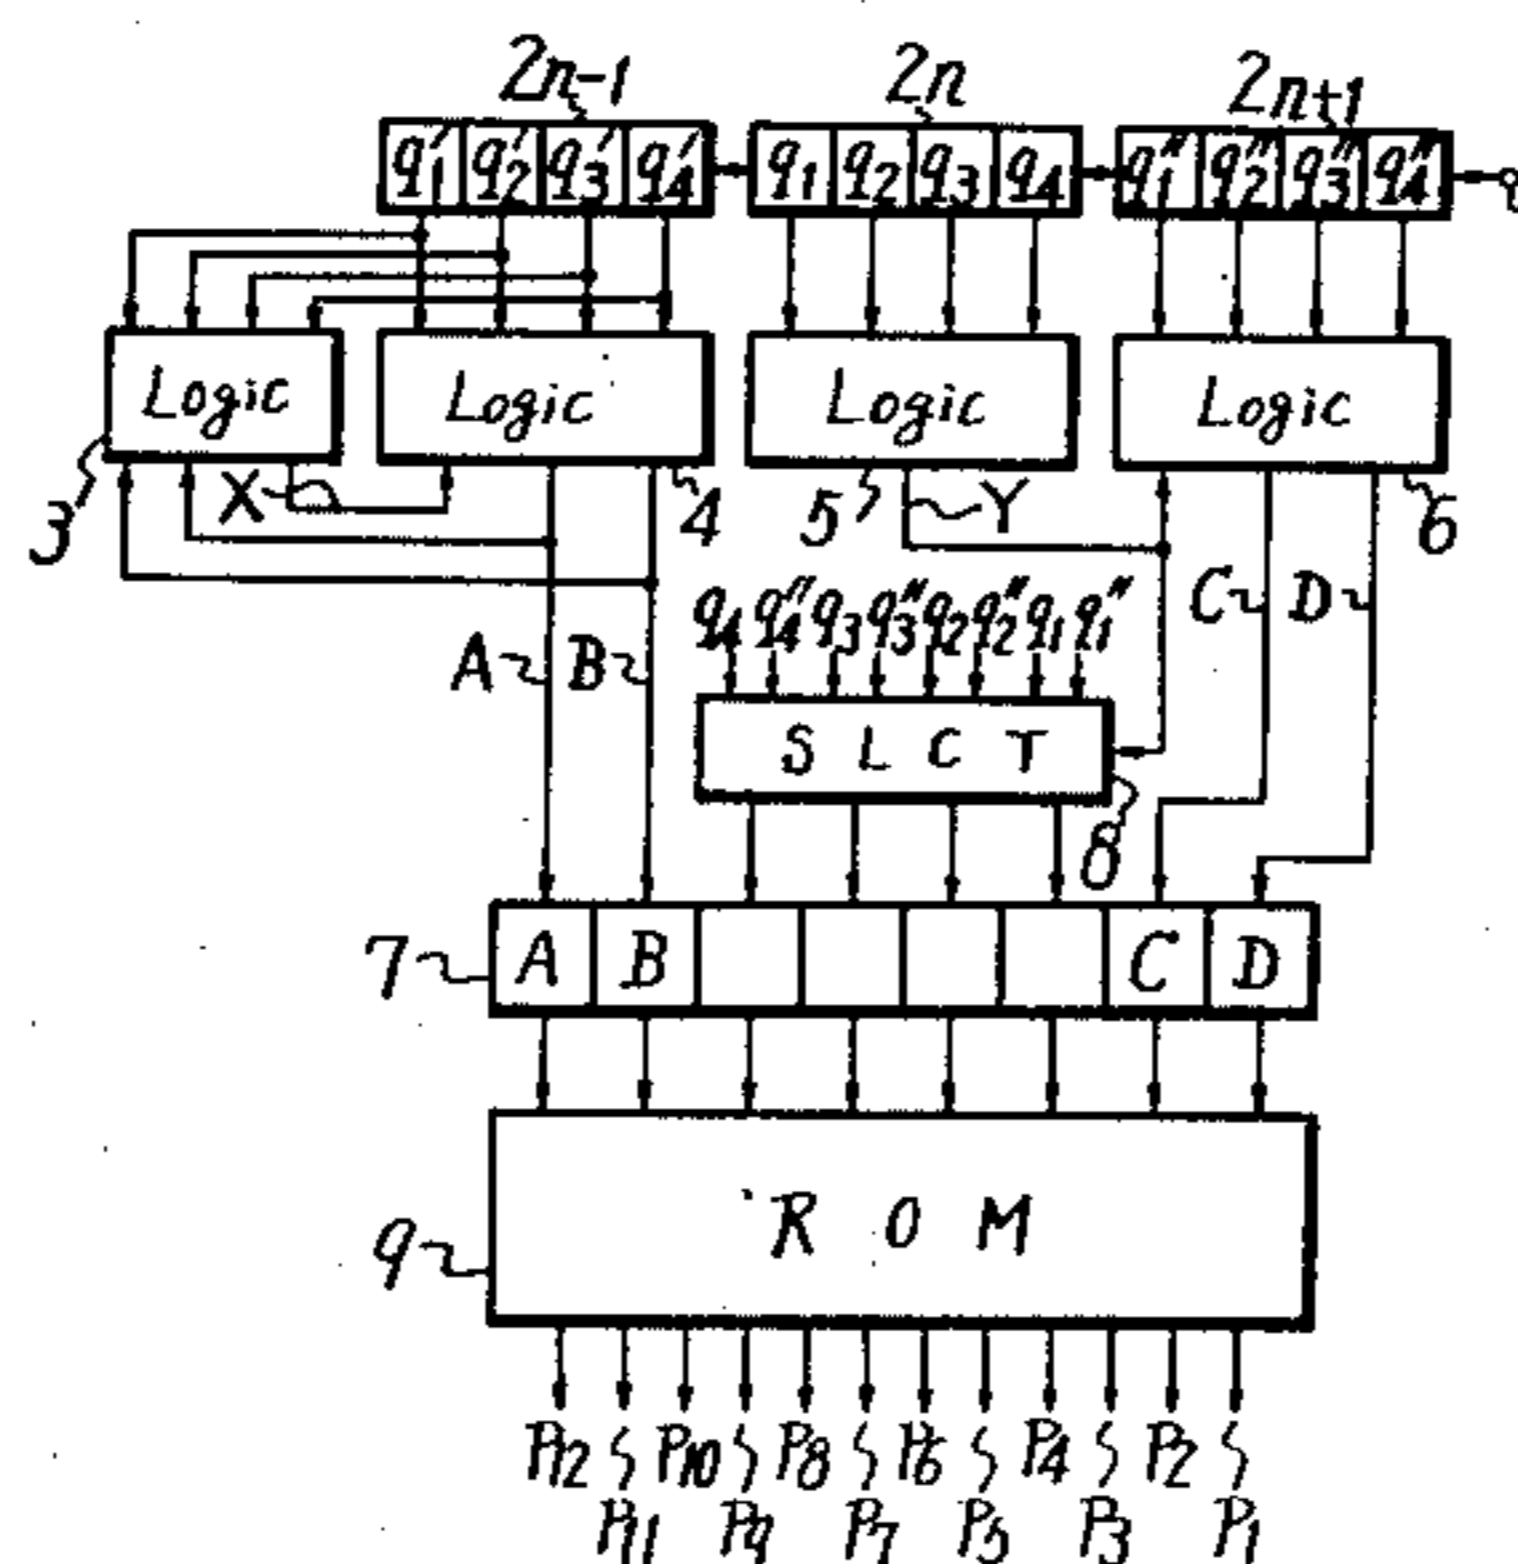 2n-1 2n 2n+1
q₁′ q₂′ q₃′ q₄′ q₁ q₂ q₃ q₄ q₁″ q₂″ q₃″ q₄″
Logic Logic Logic Logic
3 X 4 5 Y 6
q₄ q₄″ q₃ q₃″ q₂ q₂″ q₁ q₁″ C D
A B
S L C T
8
7 A B C D
9 R O M
P₁₂ P₁₀ P₈ P₆ P₄ P₂
P₁₁ P₉ P₇ P₅ P₃ P₁